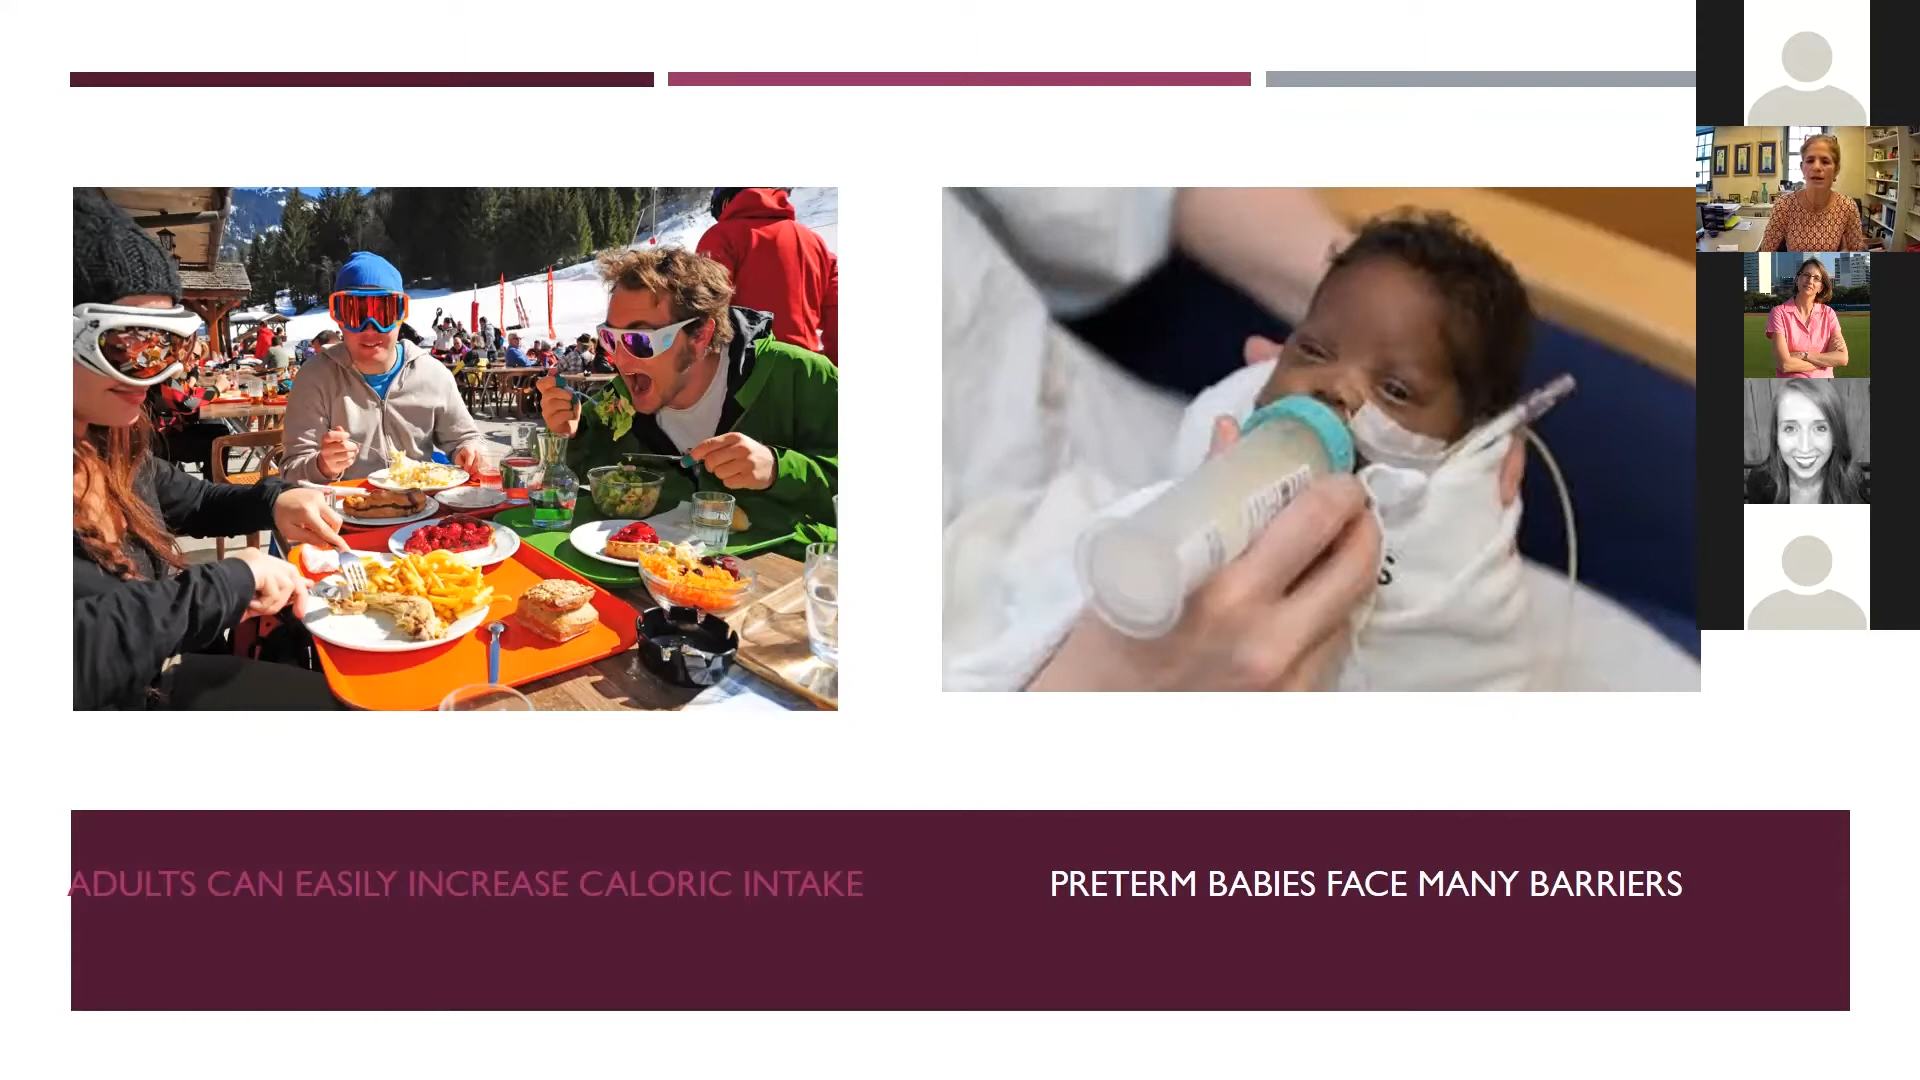 ADULTS CAN EASILY INCREASE CALORIC INTAKE
PRETERM BABIES FACE MANY BARRIERS